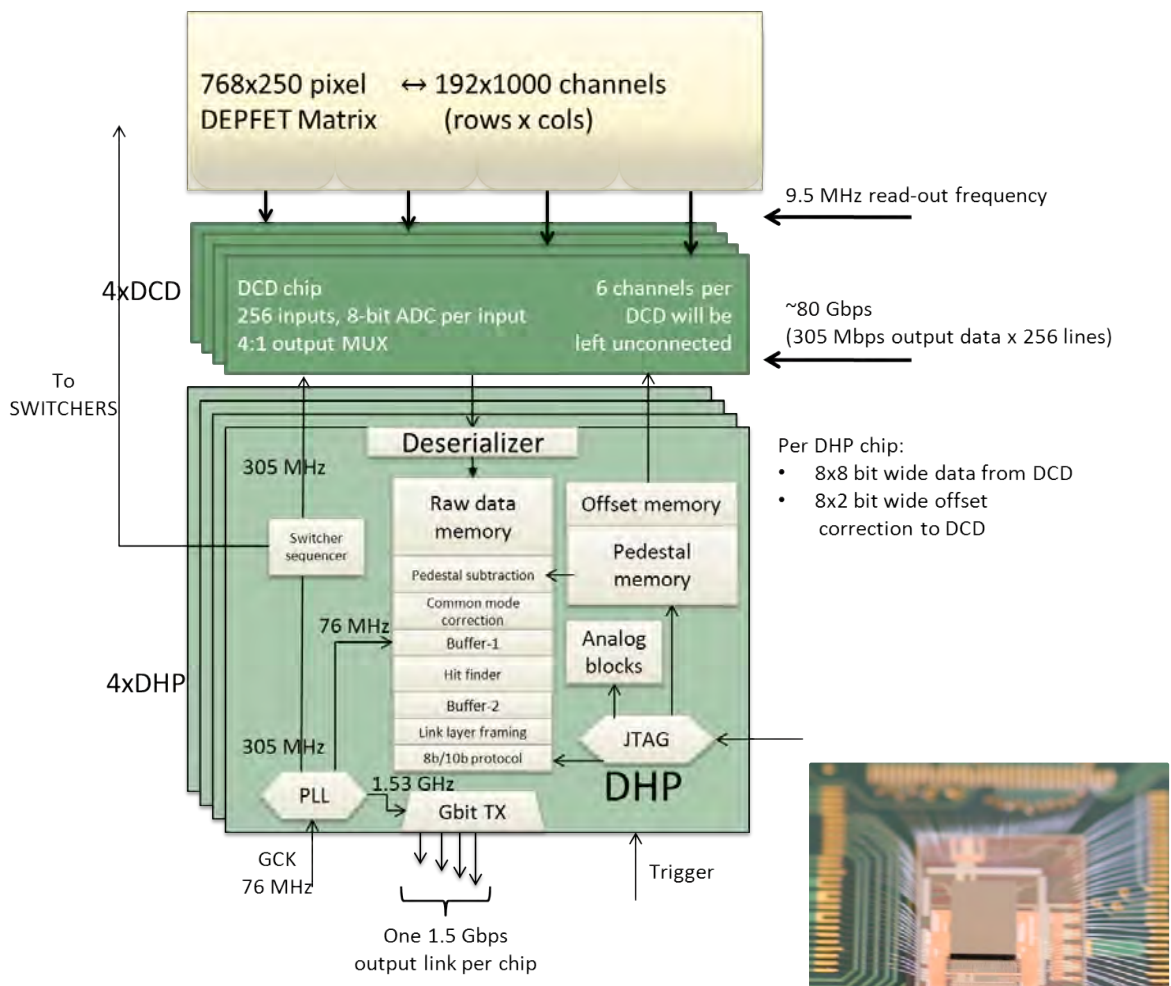 768x250 pixel ↔ 192x1000 channels
DEPFET Matrix (rows x cols)
9.5 MHz read-out frequency
4xDCD
DCD chip
256 inputs, 8-bit ADC per input
4:1 output MUX
6 channels per
DCD will be
left unconnected
~80 Gbps
(305 Mbps output data x 256 lines)
To
SWITCHERS
Deserializer
305 MHz
Raw data
memory
Offset memory
Pedestal
memory
Per DHP chip:
• 8x8 bit wide data from DCD
• 8x2 bit wide offset
correction to DCD
Switcher
sequencer
Pedestal subtraction
Common mode
correction
76 MHz
Buffer-1
Analog
blocks
Hit finder
4xDHP
Buffer-2
Link layer framing
JTAG
305 MHz
8b/10b protocol
DHP
PLL
1.53 GHz
Gbit TX
GCK
76 MHz
Trigger
One 1.5 Gbps
output link per chip